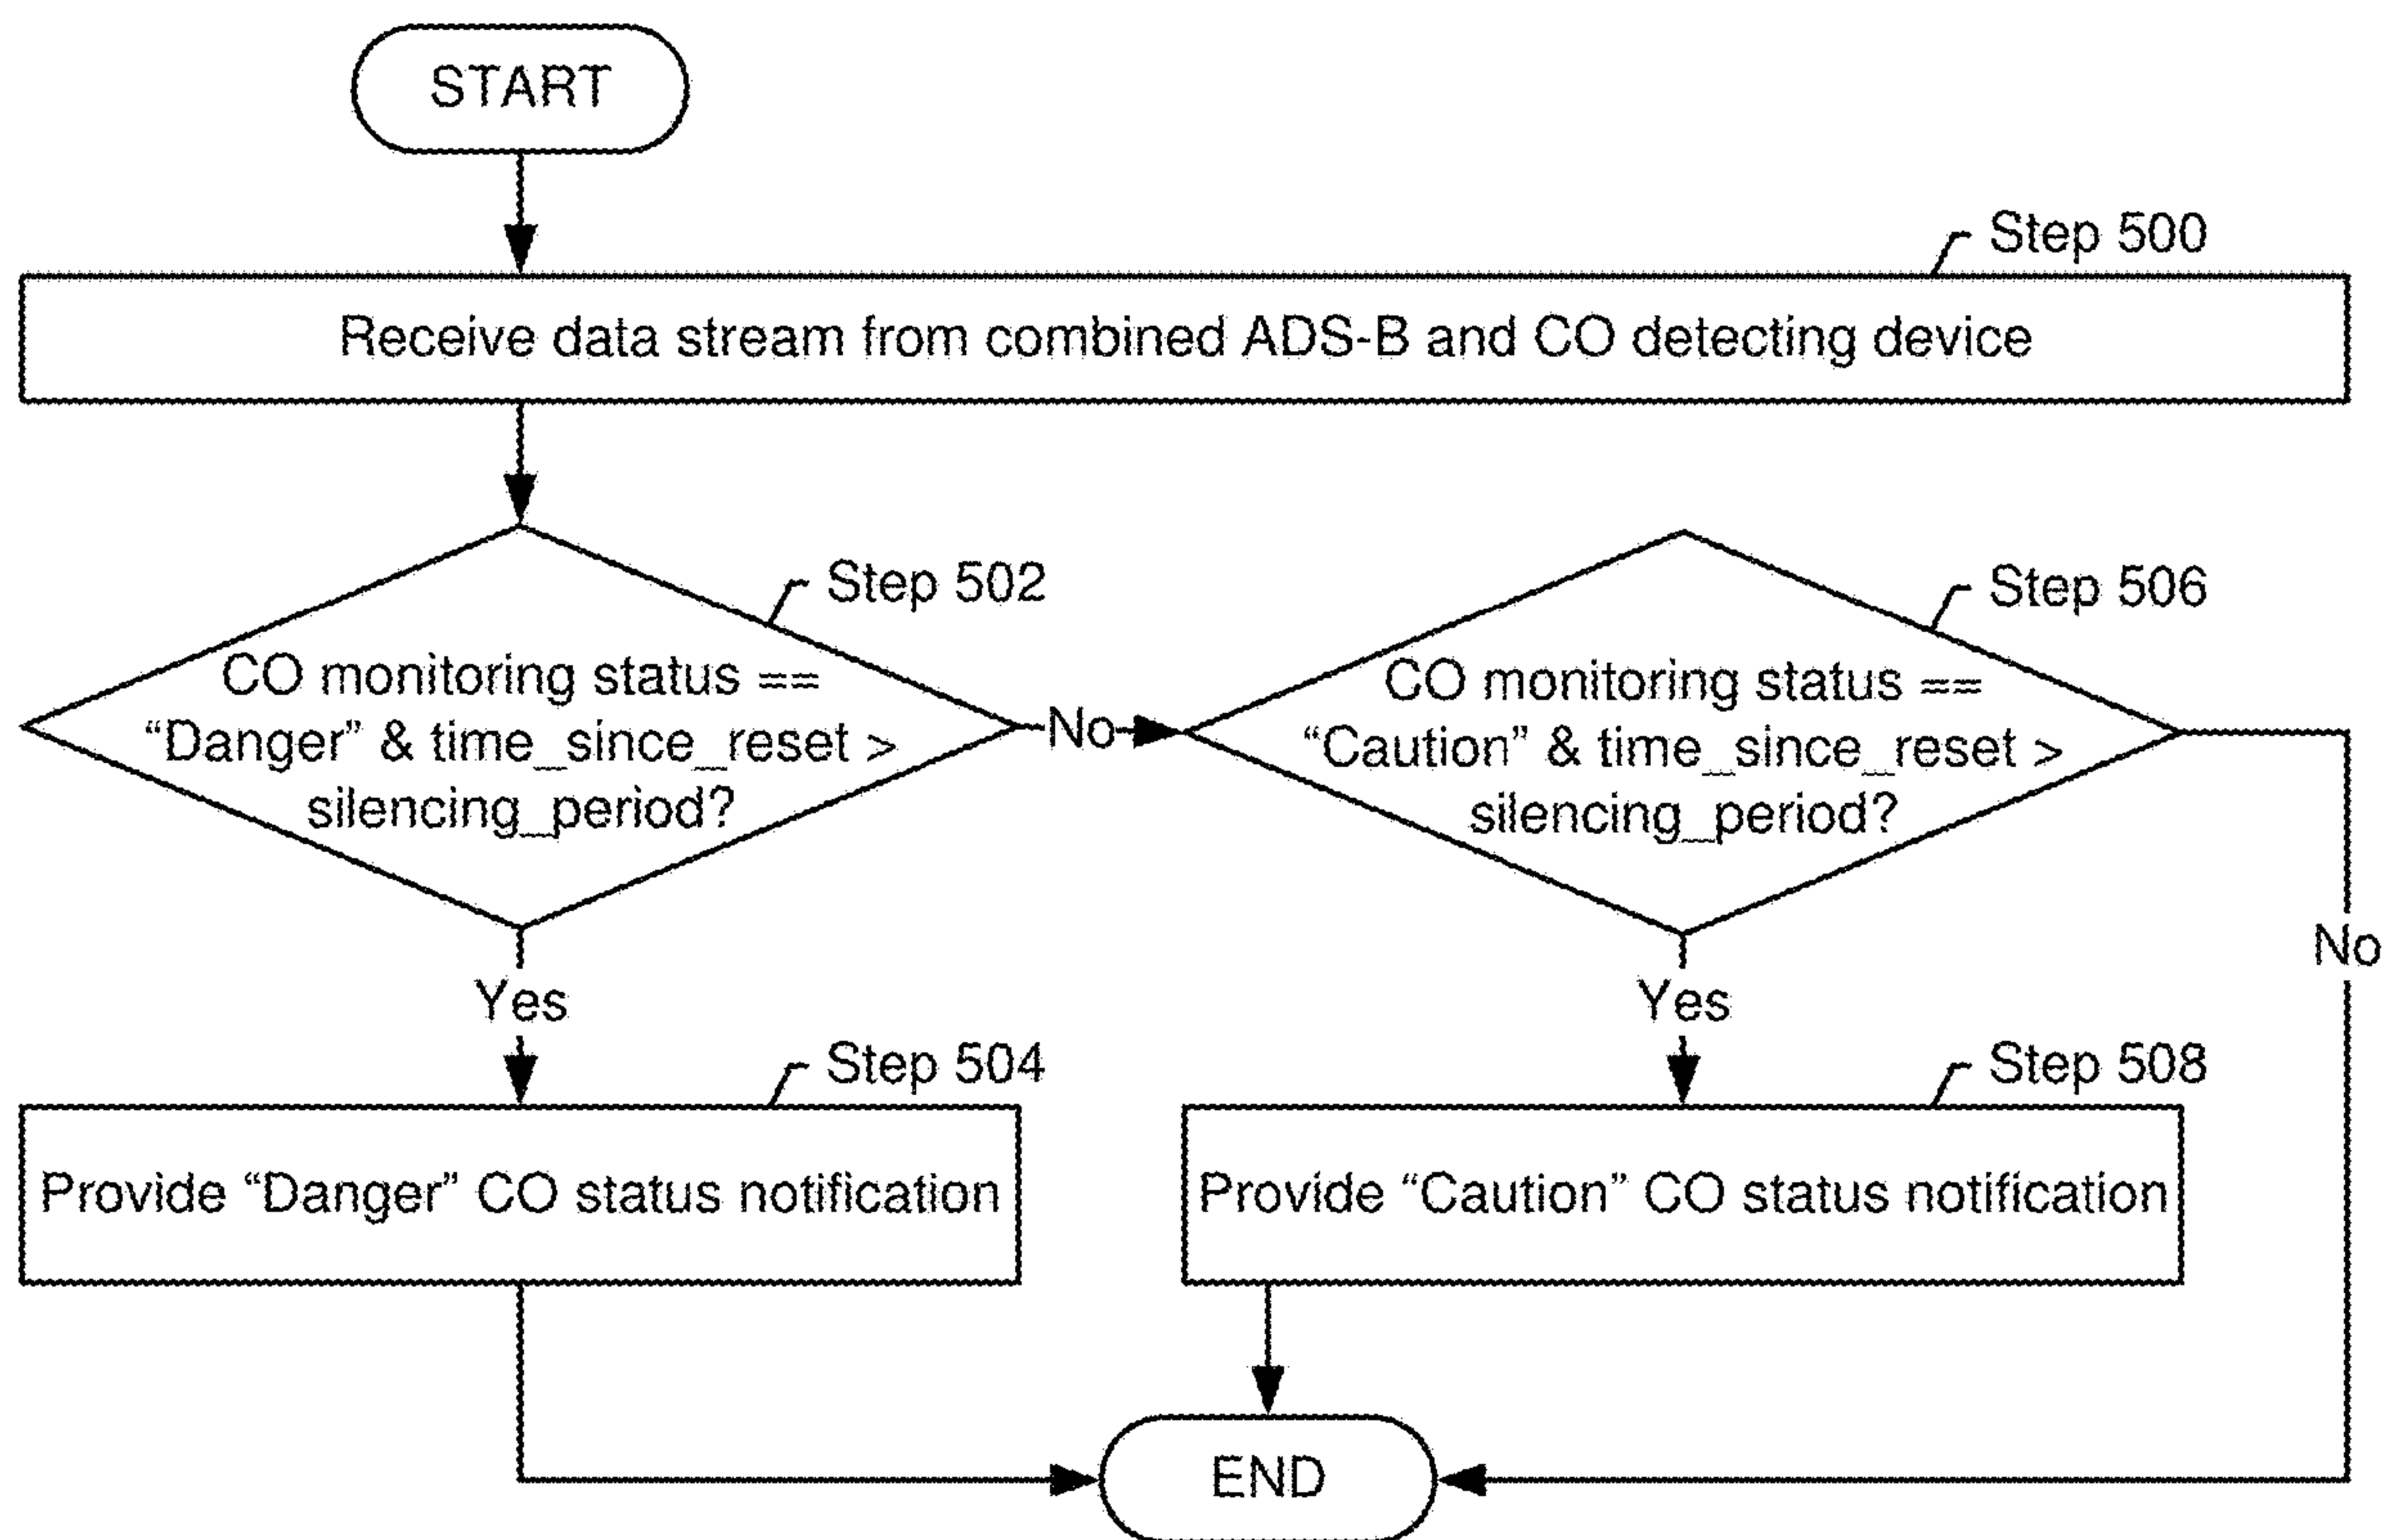 START
Step 500
Receive data stream from combined ADS-B and CO detecting device
Step 502
CO monitoring status ==
“Danger” & time_since_reset >
silencing_period?
No
Step 506
CO monitoring status ==
“Caution” & time_since_reset >
silencing_period?
No
Yes
Yes
Step 504
Provide “Danger” CO status notification
Step 508
Provide “Caution” CO status notification
END